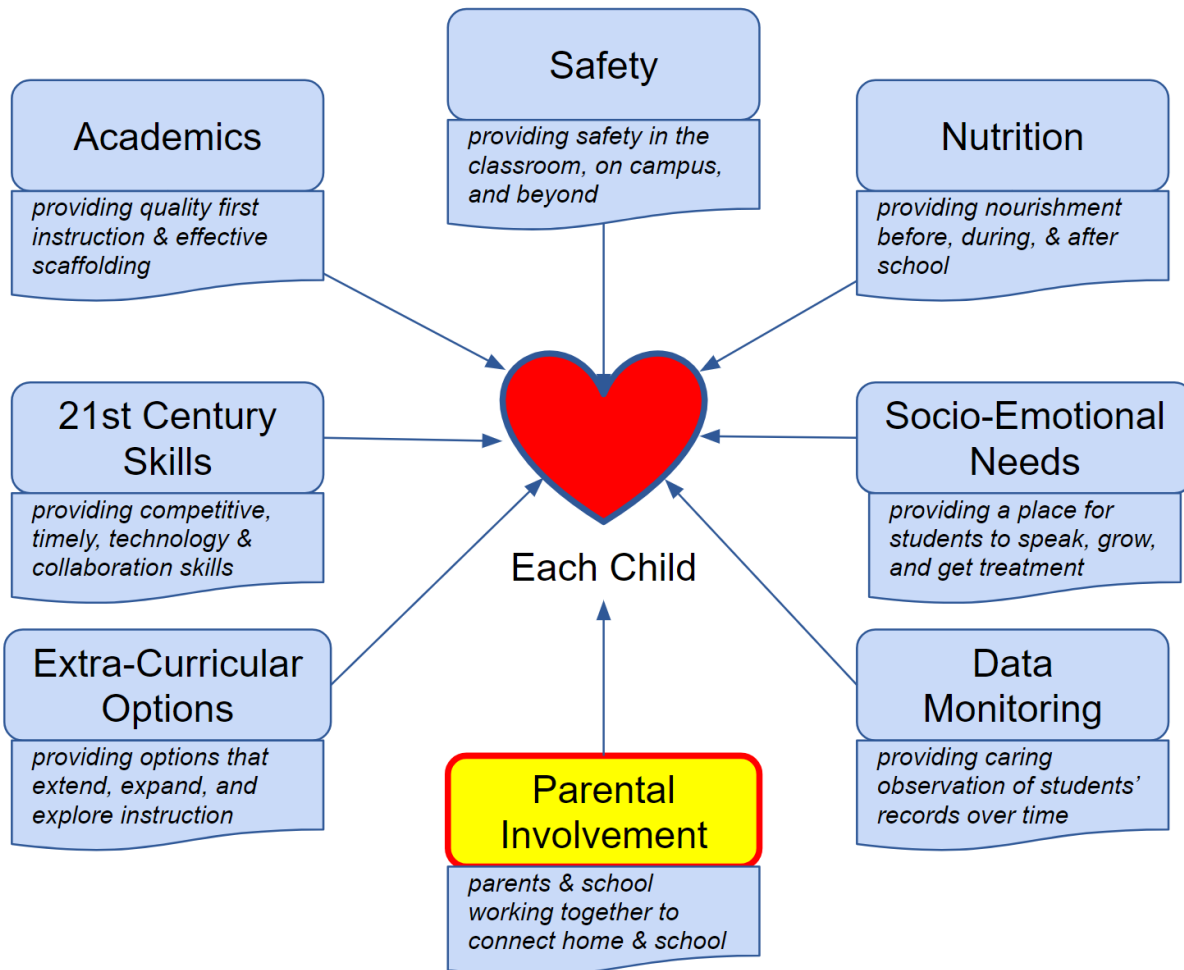 Safety
providing safety in the
classroom, on campus,
and beyond
Academics
providing quality first
instruction & effective
scaffolding
Nutrition
providing nourishment
before, during, & after
school
21st Century
Skills
providing competitive,
timely, technology &
collaboration skills
Each Child
Socio-Emotional
Needs
providing a place for
students to speak, grow,
and get treatment
Extra-Curricular
Options
providing options that
extend, expand, and
explore instruction
Parental
Involvement
parents & school
working together to
connect home & school
Data
Monitoring
providing caring
observation of students’
records over time